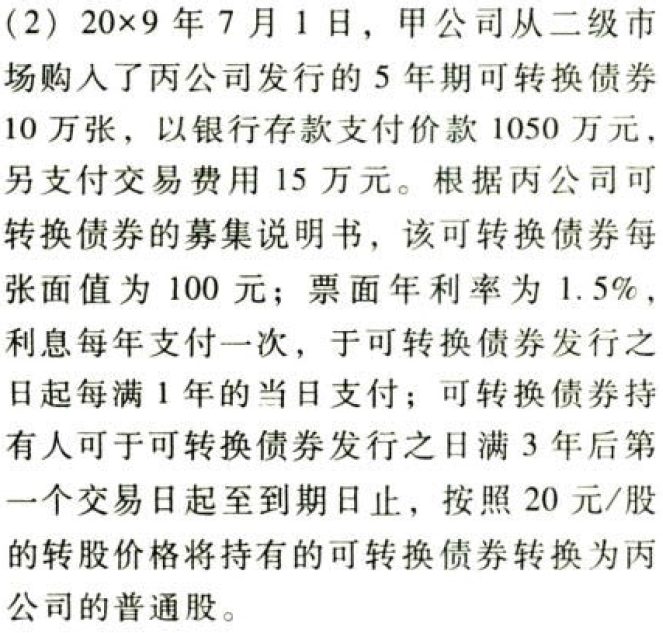 (2) 20×9 年 7 月 1 日，甲公司从二级市
场购入了丙公司发行的 5 年期可转换债券
10 万张，以银行存款支付价款 1050 万元，
另支付交易费用 15 万元。根据丙公司可
转换债券的募集说明书，该可转换债券每
张面值为 100 元；票面年利率为 1.5%，
利息每年支付一次，于可转换债券发行之
日起每满 1 年的当日支付；可转换债券持
有人可于可转换债券发行之日满 3 年后第
一个交易日起至到期日止，按照 20 元/股
的转股价格将持有的可转换债券转换为丙
公司的普通股。